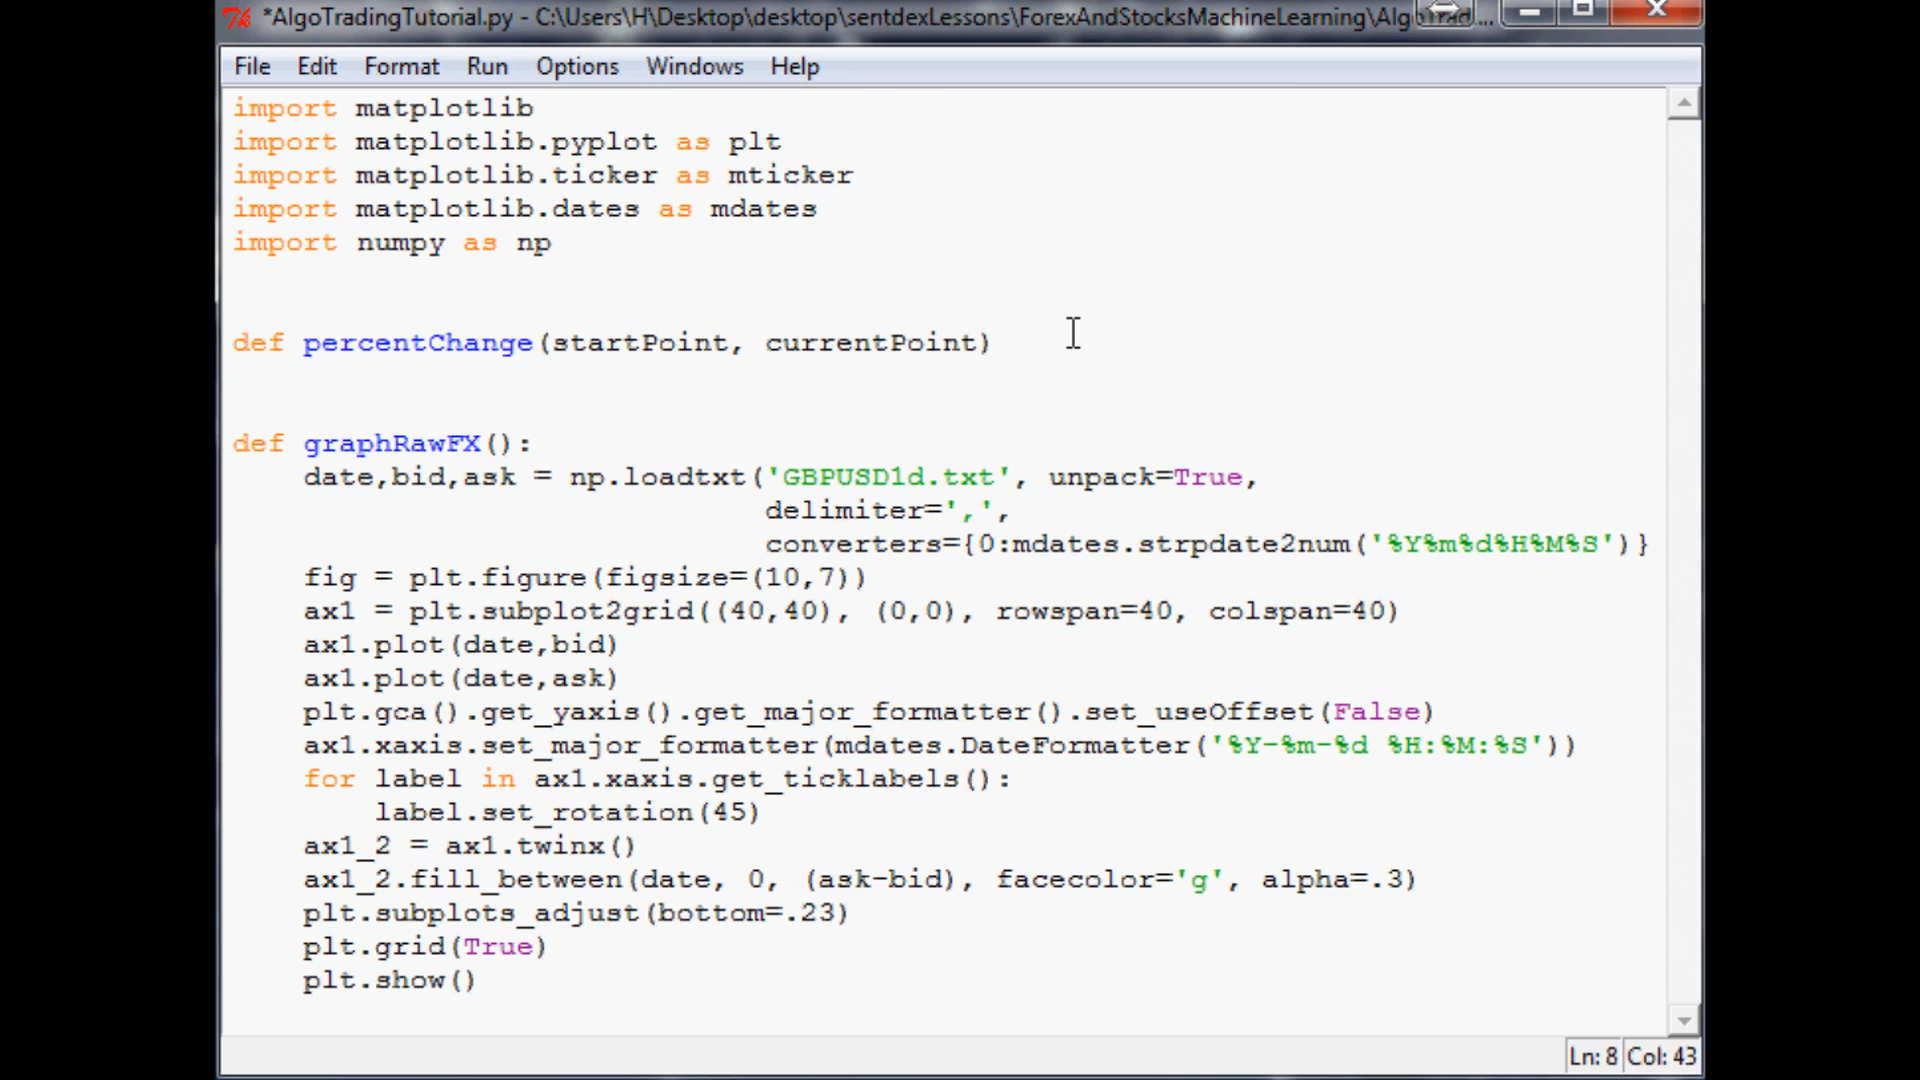 *AlgoTradingTutorial.py - C:\Users\H\Desktop\desktop\sentdexLessons\ForexAndStocksMachineLearning\AlgoTrad...
File Edit Format Run Options Windows Help
import matplotlib
import matplotlib.pyplot as plt
import matplotlib.ticker as mticker
import matplotlib.dates as mdates
import numpy as np
def percentChange(startPoint, currentPoint)
def graphRawFX():
    date,bid,ask = np.loadtxt('GBPUSD1d.txt', unpack=True,
                              delimiter=',',
                              converters={0:mdates.strpdate2num('%Y%m%d%H%M%S')}
    fig = plt.figure(figsize=(10,7))
    ax1 = plt.subplot2grid((40,40), (0,0), rowspan=40, colspan=40)
    ax1.plot(date,bid)
    ax1.plot(date,ask)
    plt.gca().get_yaxis().get_major_formatter().set_useOffset(False)
    ax1.xaxis.set_major_formatter(mdates.DateFormatter('%Y-%m-%d %H:%M:%S'))
    for label in ax1.xaxis.get_ticklabels():
        label.set_rotation(45)
    ax1_2 = ax1.twinx()
    ax1_2.fill_between(date, 0, (ask-bid), facecolor='g', alpha=.3)
    plt.subplots_adjust(bottom=.23)
    plt.grid(True)
    plt.show()
Ln: 8 Col: 43